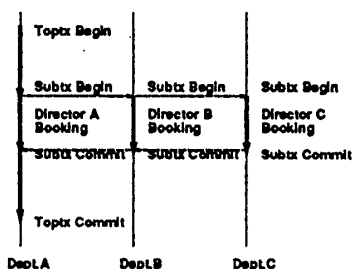 Toptx Begin
Subtx Begin Subtx Begin Subtx Begin
Director A Director B Director C
Booking Booking Booking
Subtx Commit Subtx Commit Subtx Commit
Toptx Commit
Dept.A Dept.B Dept.C